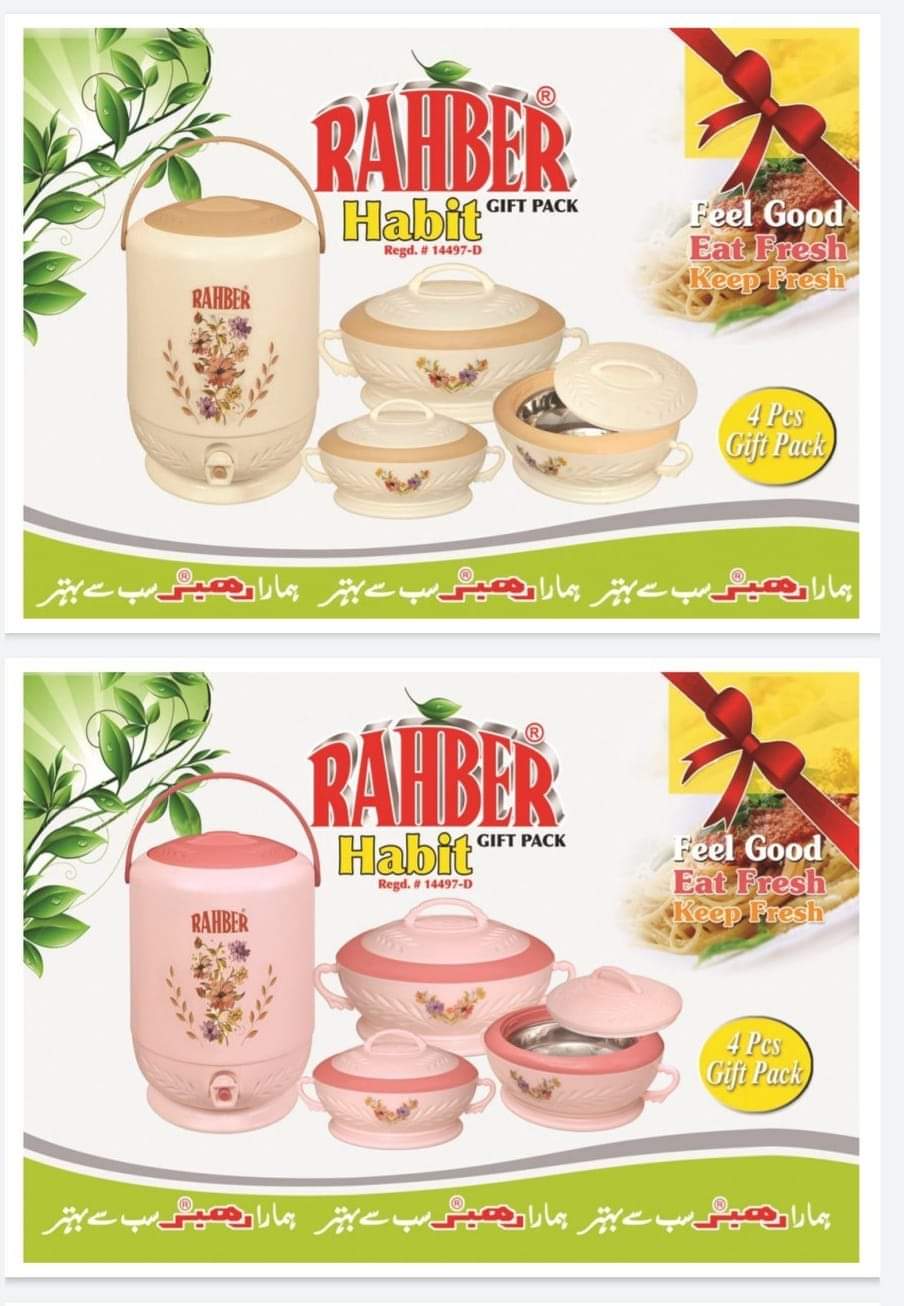 RAHBER®
Habit GIFT PACK
Regd. # 14497-D
Feel Good
Eat Fresh
Keep Fresh
RAHBER
4 Pcs
Gift Pack
ہمارا رہبر® سب سے بہتر ہمارا رہبر® سب سے بہتر ہمارا رہبر® سب سے بہتر
RAHBER®
Habit GIFT PACK
Regd. # 14497-D
Feel Good
Eat Fresh
Keep Fresh
RAHBER
4 Pcs
Gift Pack
ہمارا رہبر® سب سے بہتر ہمارا رہبر® سب سے بہتر ہمارا رہبر® سب سے بہتر